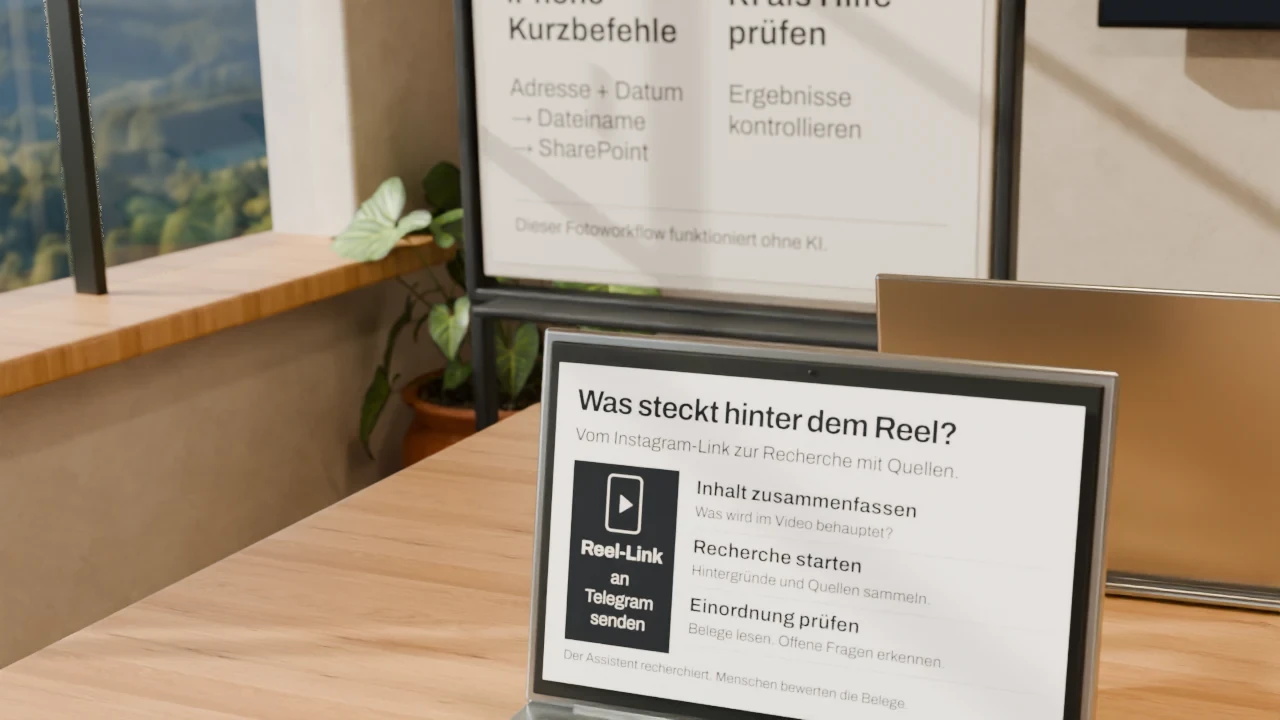 Kurzbefehle
Adresse + Datum
→ Dateiname
→ SharePoint
KI als Hilfe
prüfen
Ergebnisse
kontrollieren
Dieser Fotoworkflow funktioniert ohne KI.
Was steckt hinter dem Reel?
Vom Instagram-Link zur Recherche mit Quellen.
Reel-Link
an
Telegram
senden
Inhalt zusammenfassen
Was wird im Video behauptet?
Recherche starten
Hintergründe und Quellen sammeln.
Einordnung prüfen
Belege lesen. Offene Fragen erkennen.
Der Assistent recherchiert. Menschen bewerten die Belege.